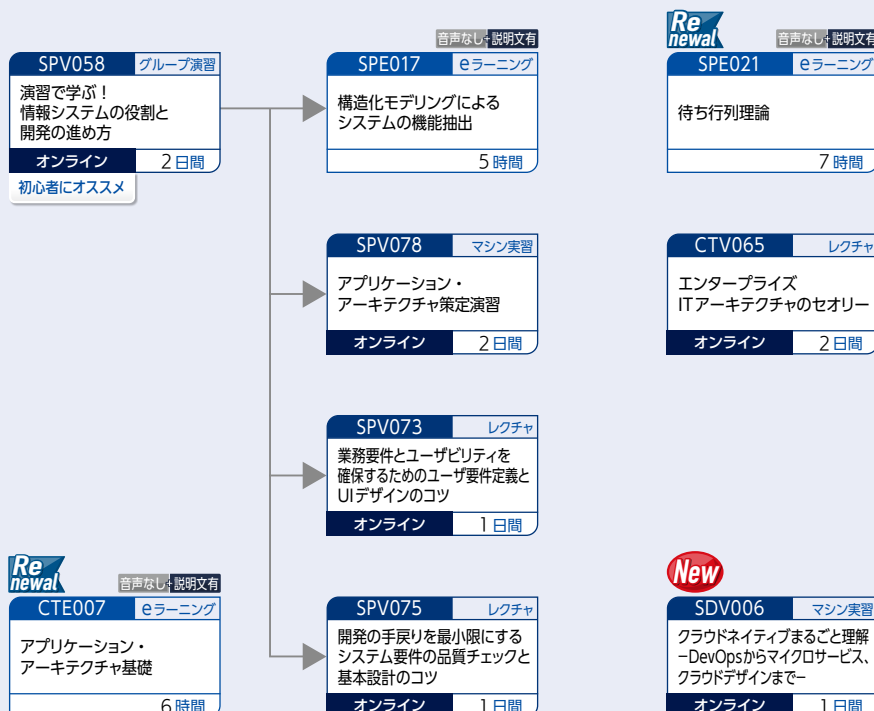 SPV058 グループ演習
演習で学ぶ！
情報システムの役割と
開発の進め方
オンライン 2日間
初心者にオススメ
音声なし+説明文有
SPE017 eラーニング
構造化モデリングによる
システムの機能抽出
5時間
Re
newal
音声なし+説明文有
SPE021 eラーニング
待ち行列理論
7時間
SPV078 マシン実習
アプリケーション・
アーキテクチャ策定演習
オンライン 2日間
CTV065 レクチャ
エンタープライズ
ITアーキテクチャのセオリー
オンライン 2日間
SPV073 レクチャ
業務要件とユーザビリティを
確保するためのユーザ要件定義と
UIデザインのコツ
オンライン 1日間
Re
newal
音声なし+説明文有
CTE007 eラーニング
アプリケーション・
アーキテクチャ基礎
6時間
SPV075 レクチャ
開発の手戻りを最小限にする
システム要件の品質チェックと
基本設計のコツ
オンライン 1日間
New
SDV006 マシン実習
クラウドネイティブまるごと理解
－DevOpsからマイクロサービス、
クラウドデザインまで－
オンライン 1日間